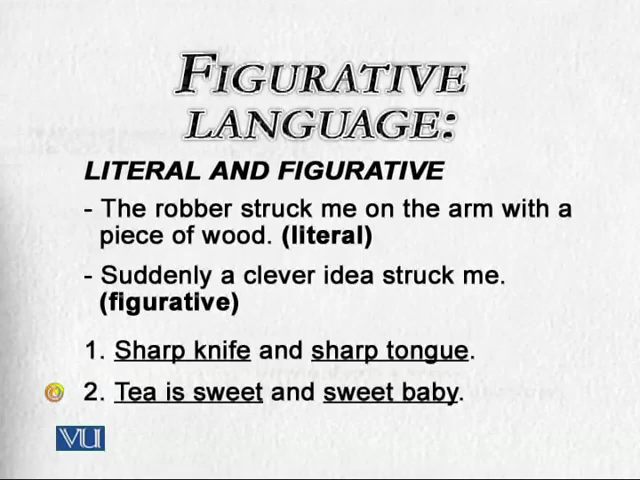 FIGURATIVE
LANGUAGE:
LITERAL AND FIGURATIVE
- The robber struck me on the arm with a
piece of wood. (literal)
- Suddenly a clever idea struck me.
(figurative)
1. Sharp knife and sharp tongue.
2. Tea is sweet and sweet baby.
VU